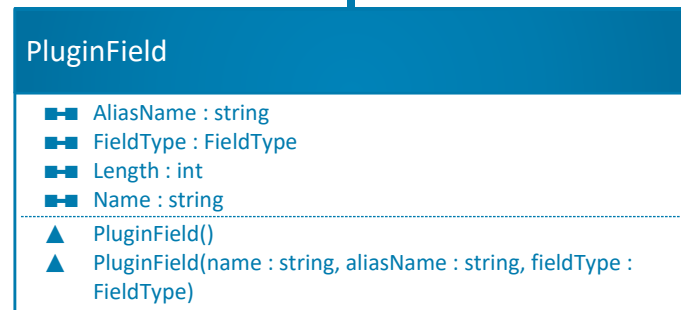 PluginField
AliasName : string
FieldType : FieldType
Length : int
Name : string
PluginField()
PluginField(name : string, aliasName : string, fieldType :
FieldType)